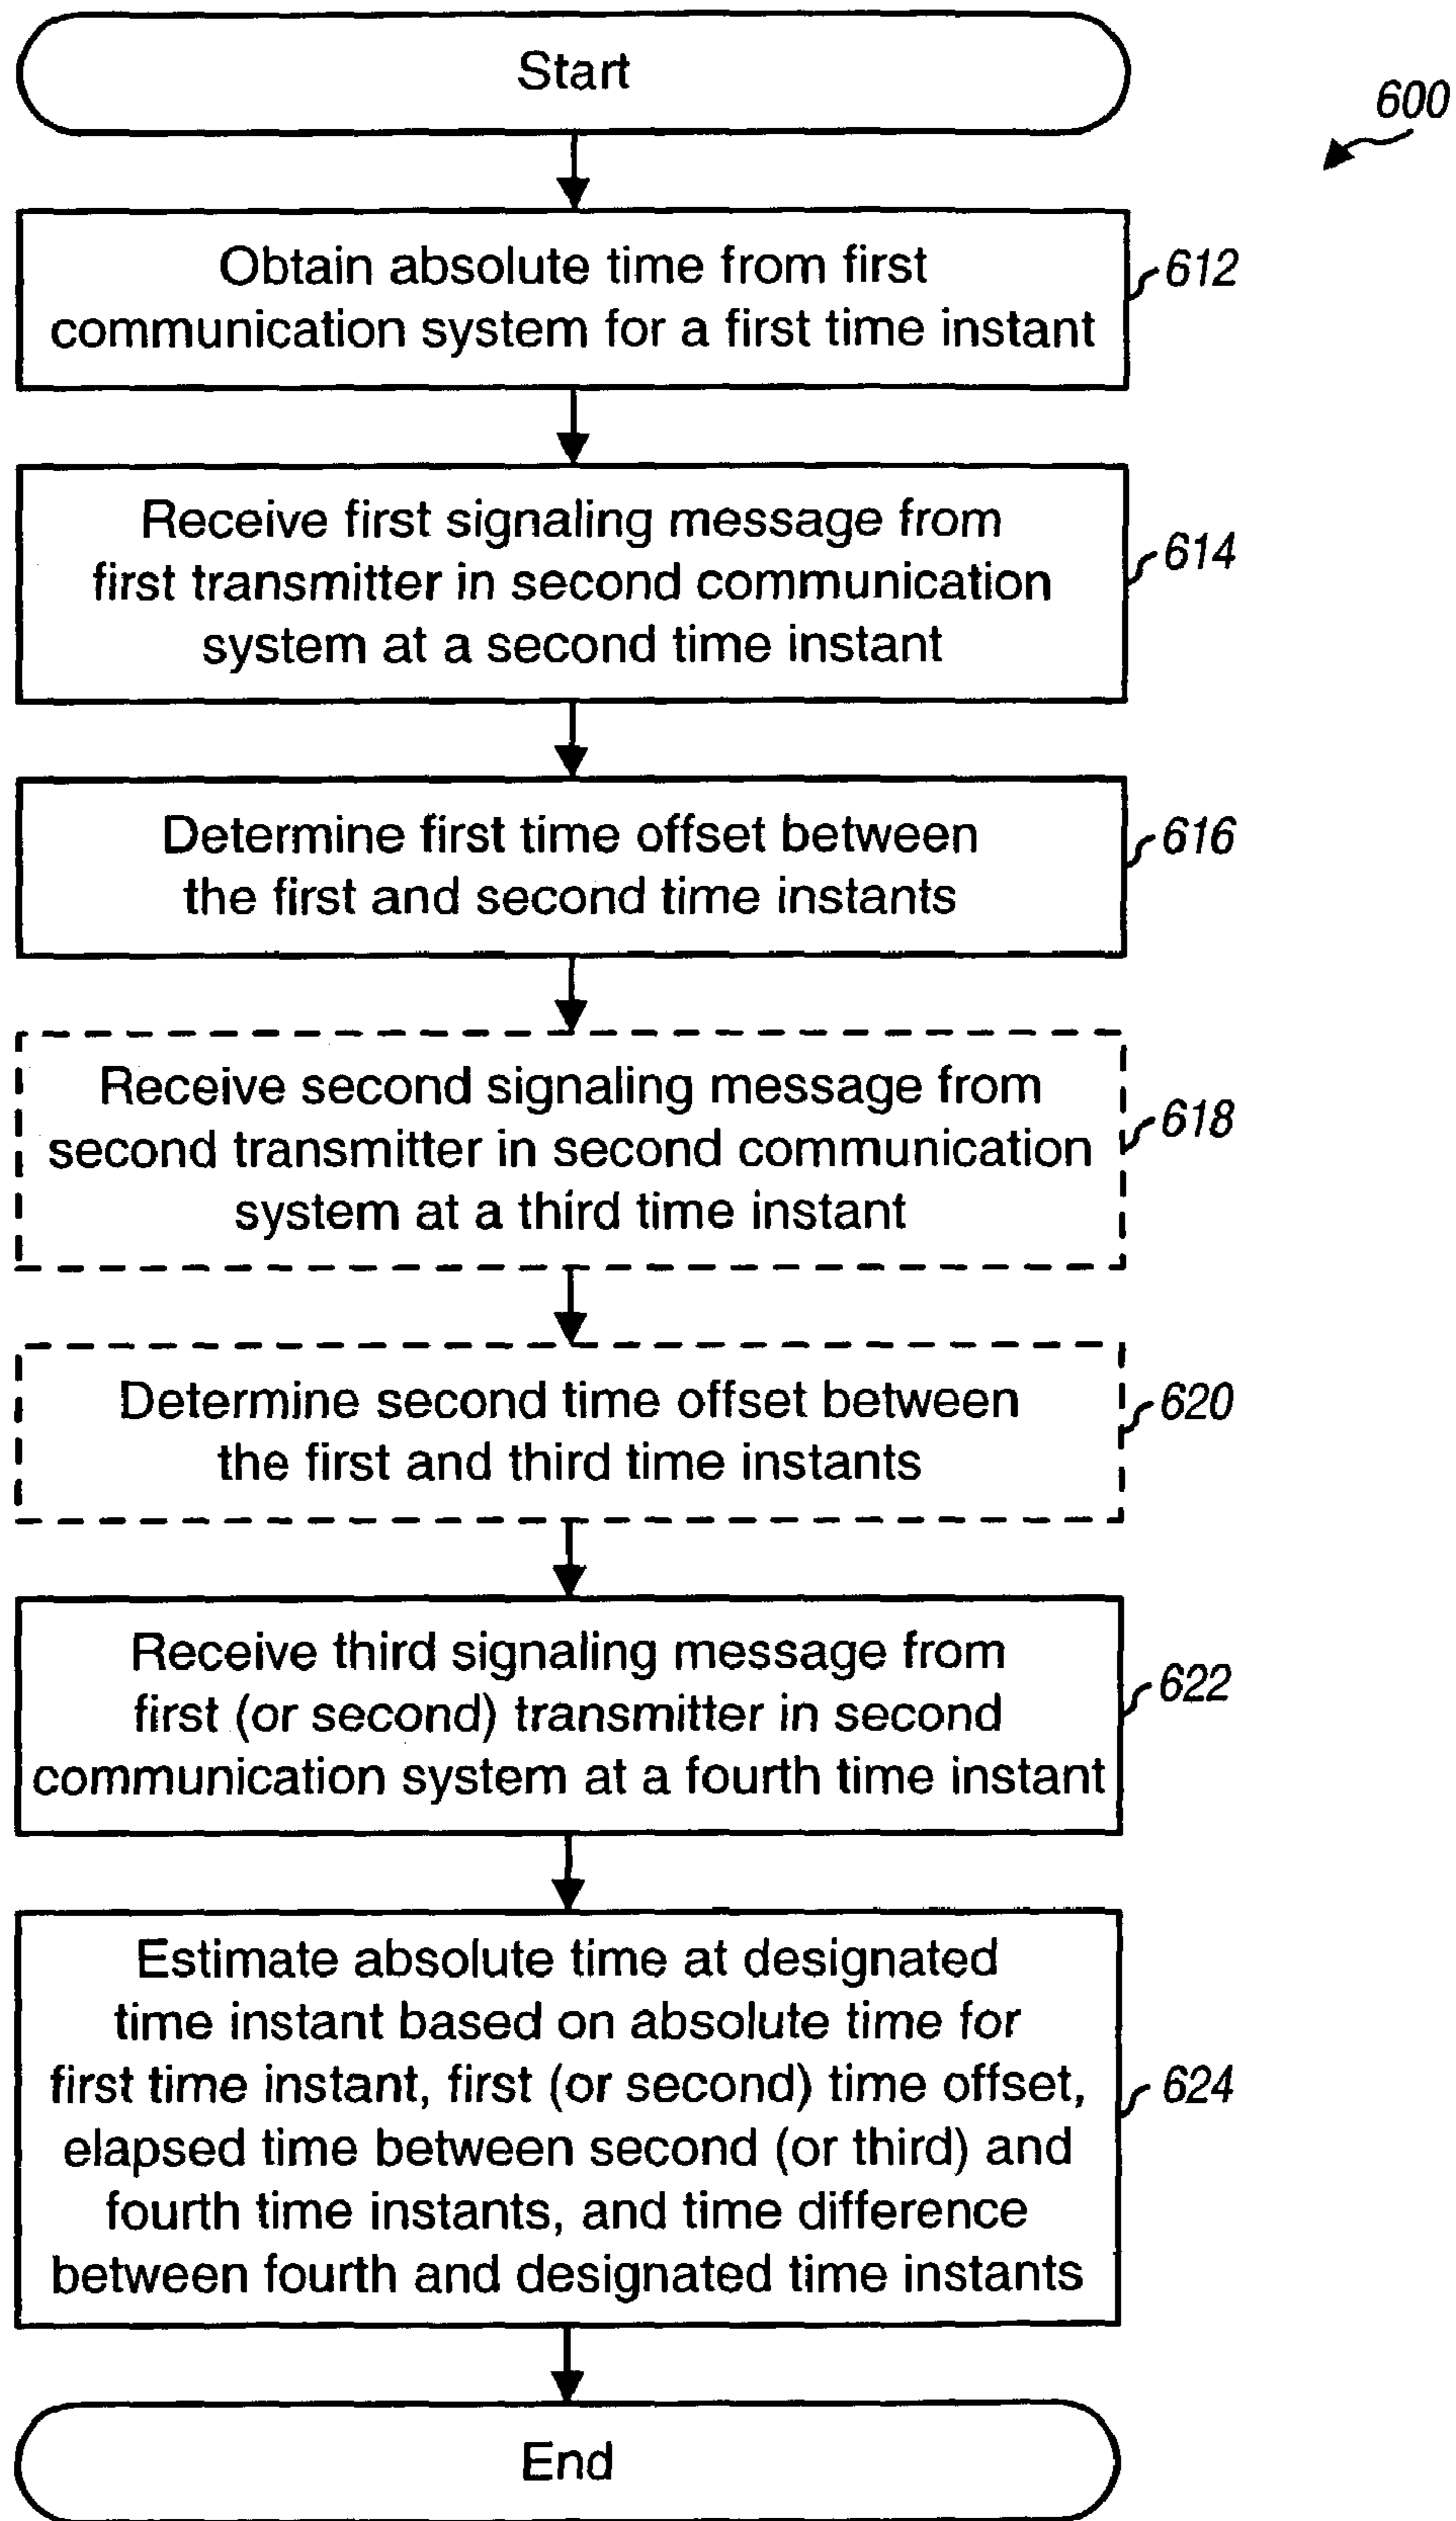 Start
600
Obtain absolute time from first
communication system for a first time instant
612
Receive first signaling message from
first transmitter in second communication
system at a second time instant
614
Determine first time offset between
the first and second time instants
616
Receive second signaling message from
second transmitter in second communication
system at a third time instant
618
Determine second time offset between
the first and third time instants
620
Receive third signaling message from
first (or second) transmitter in second
communication system at a fourth time instant
622
Estimate absolute time at designated
time instant based on absolute time for
first time instant, first (or second) time offset,
elapsed time between second (or third) and
fourth time instants, and time difference
between fourth and designated time instants
624
End